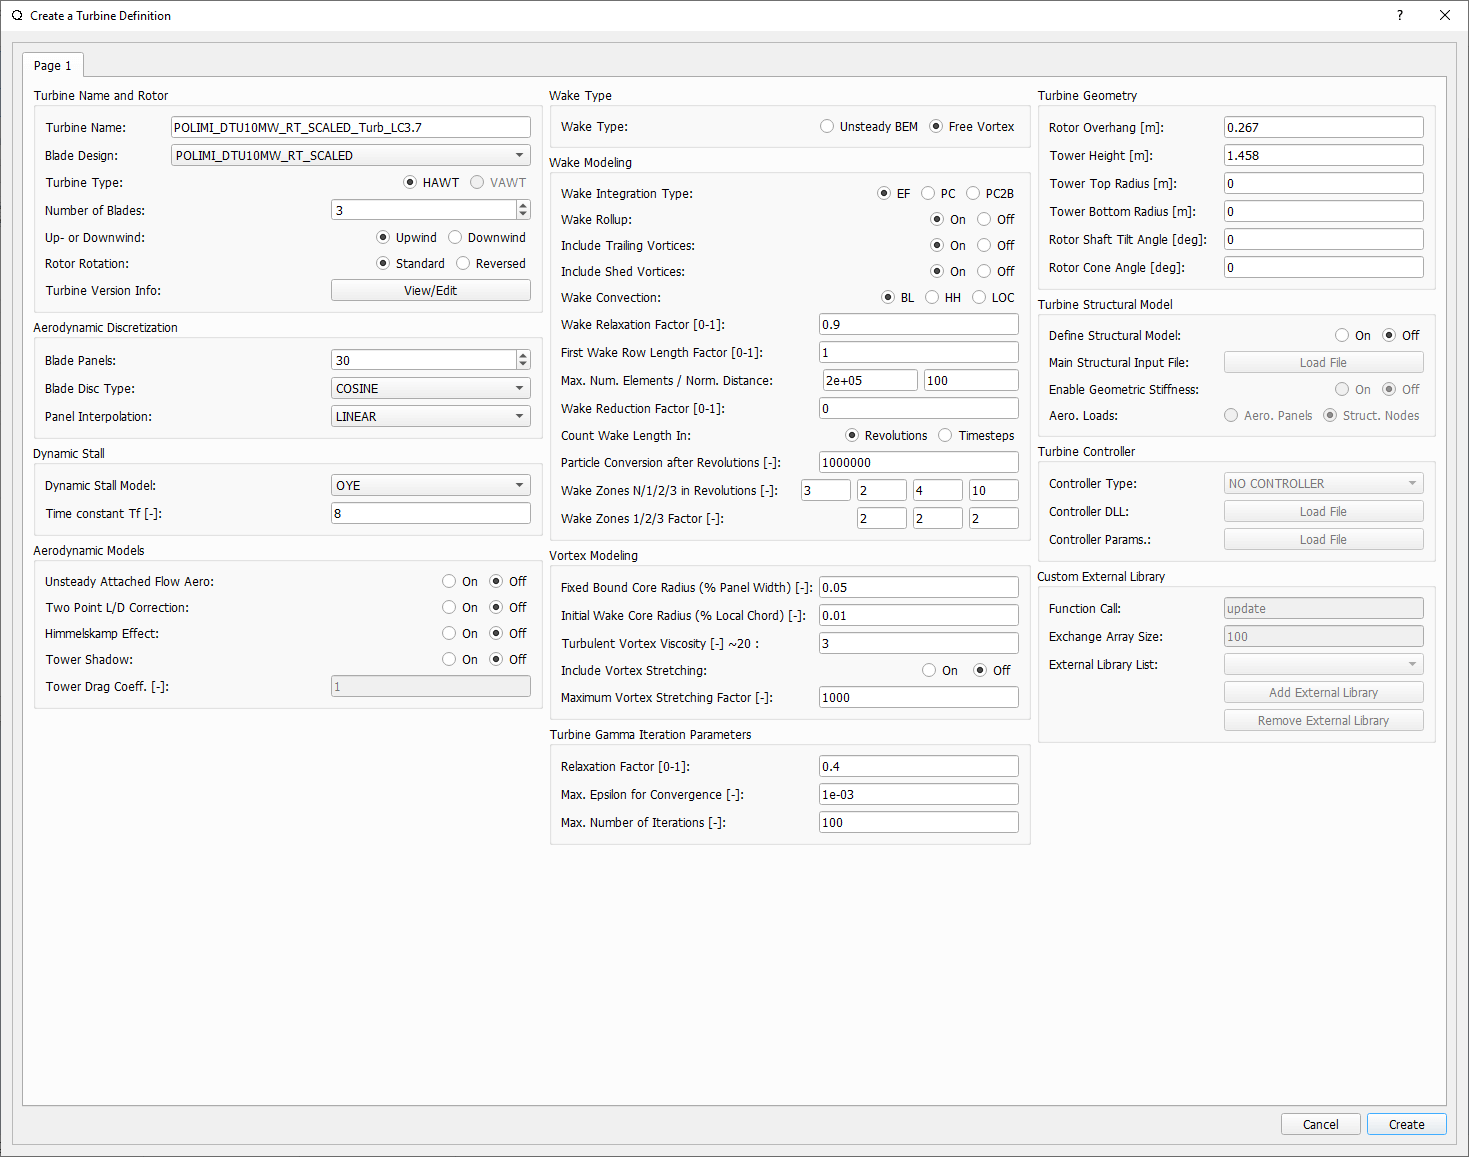 Create a Turbine Definition
?
Page 1
Turbine Name and Rotor
Turbine Name: POLIMI_DTU10MW_RT_SCALED_Turb_LC3.7
Blade Design: POLIMI_DTU10MW_RT_SCALED
Turbine Type: HAWT VAWT
Number of Blades: 3
Up- or Downwind: Upwind Downwind
Rotor Rotation: Standard Reversed
Turbine Version Info: View/Edit
Aerodynamic Discretization
Blade Panels: 30
Blade Disc Type: COSINE
Panel Interpolation: LINEAR
Dynamic Stall
Dynamic Stall Model: OYE
Time constant Tf [-]: 8
Aerodynamic Models
Unsteady Attached Flow Aero: On Off
Two Point L/D Correction: On Off
Himmelskamp Effect: On Off
Tower Shadow: On Off
Tower Drag Coeff. [-]: 1
Wake Type
Wake Type: Unsteady BEM Free Vortex
Wake Modeling
Wake Integration Type: EF PC PC2B
Wake Rollup: On Off
Include Trailing Vortices: On Off
Include Shed Vortices: On Off
Wake Convection: BL HH LOC
Wake Relaxation Factor [0-1]: 0.9
First Wake Row Length Factor [0-1]: 1
Max. Num. Elements / Norm. Distance: 2e+05 100
Wake Reduction Factor [0-1]: 0
Count Wake Length In: Revolutions Timesteps
Particle Conversion after Revolutions [-]: 1000000
Wake Zones N/1/2/3 in Revolutions [-]: 3 2 4 10
Wake Zones 1/2/3 Factor [-]: 2 2 2
Vortex Modeling
Fixed Bound Core Radius (% Panel Width) [-]: 0.05
Initial Wake Core Radius (% Local Chord) [-]: 0.01
Turbulent Vortex Viscosity [-] ~20 : 3
Include Vortex Stretching: On Off
Maximum Vortex Stretching Factor [-]: 1000
Turbine Gamma Iteration Parameters
Relaxation Factor [0-1]: 0.4
Max. Epsilon for Convergence [-]: 1e-03
Max. Number of Iterations [-]: 100
Turbine Geometry
Rotor Overhang [m]: 0.267
Tower Height [m]: 1.458
Tower Top Radius [m]: 0
Tower Bottom Radius [m]: 0
Rotor Shaft Tilt Angle [deg]: 0
Rotor Cone Angle [deg]: 0
Turbine Structural Model
Define Structural Model: On Off
Main Structural Input File: Load File
Enable Geometric Stiffness: On Off
Aero. Loads: Aero. Panels Struct. Nodes
Turbine Controller
Controller Type: NO CONTROLLER
Controller DLL: Load File
Controller Params.: Load File
Custom External Library
Function Call: update
Exchange Array Size: 100
External Library List:
Add External Library
Remove External Library
Cancel Create